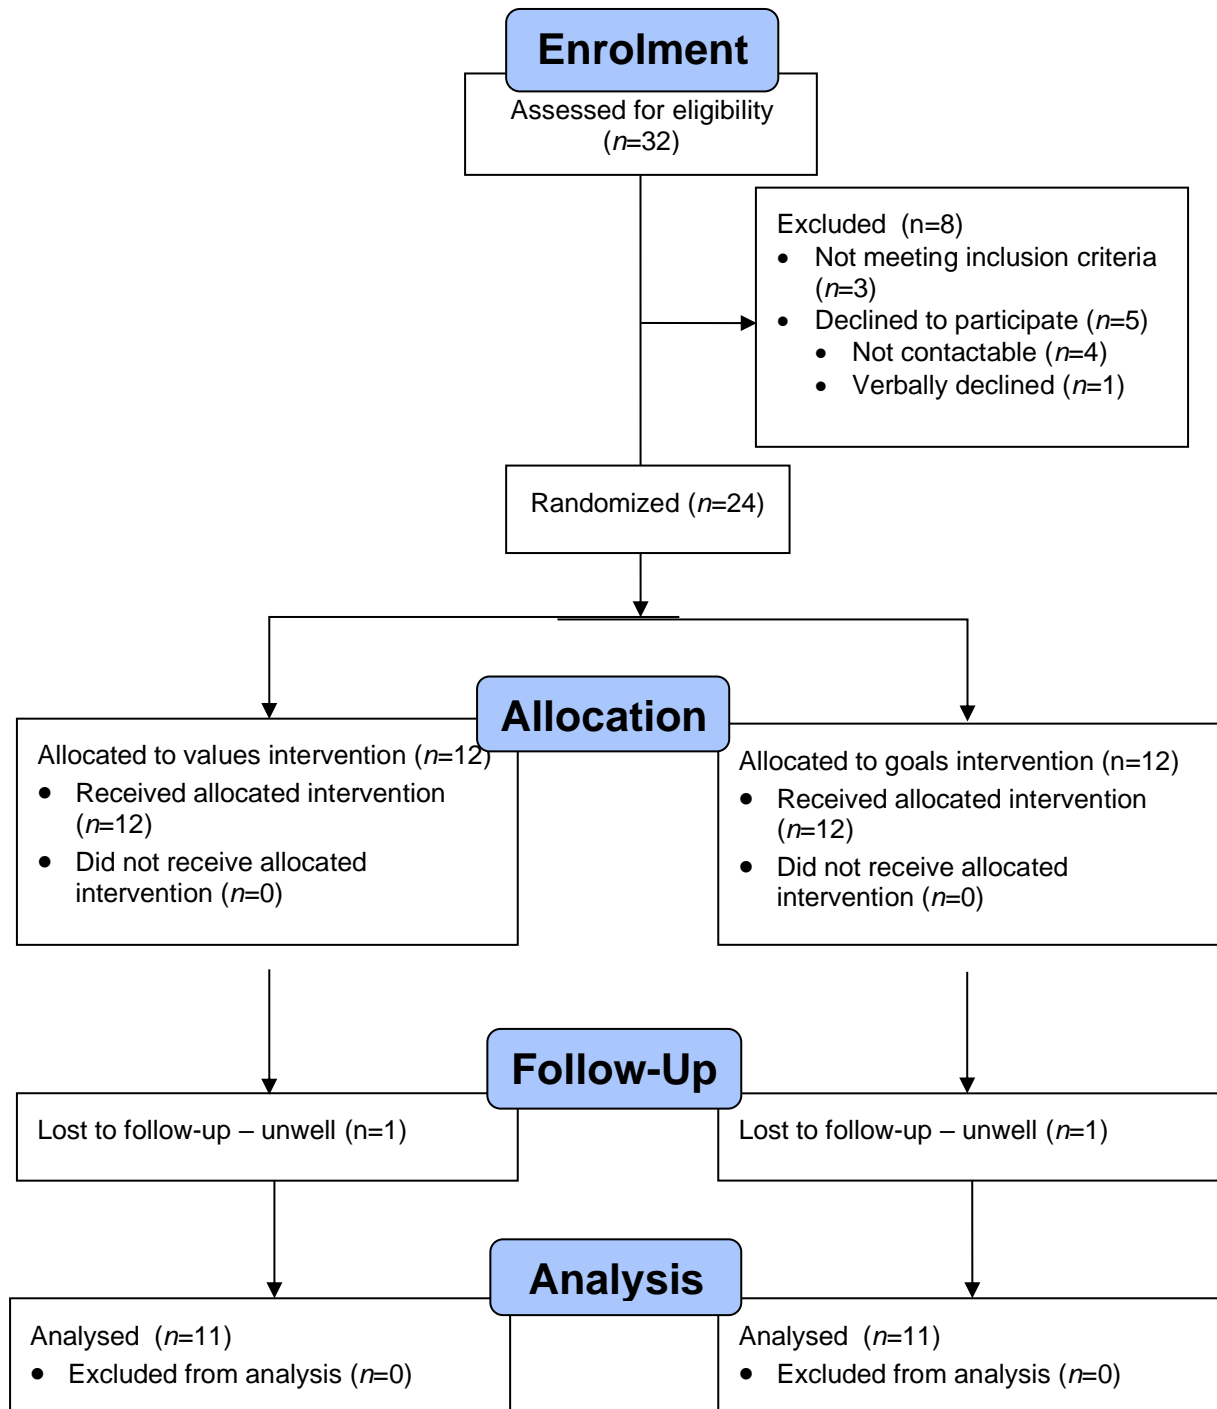 Enrolment
Assessed for eligibility
(n=32)
Excluded  (n=8)
• Not meeting inclusion criteria
(n=3)
• Declined to participate (n=5)
• Not contactable (n=4)
• Verbally declined (n=1)
Randomized (n=24)
Allocation
Allocated to values intervention (n=12)
• Received allocated intervention
(n=12)
• Did not receive allocated
intervention (n=0)
Allocated to goals intervention (n=12)
• Received allocated intervention
(n=12)
• Did not receive allocated
intervention (n=0)
Follow-Up
Lost to follow-up – unwell (n=1)
Lost to follow-up – unwell (n=1)
Analysis
Analysed  (n=11)
• Excluded from analysis (n=0)
Analysed  (n=11)
• Excluded from analysis (n=0)